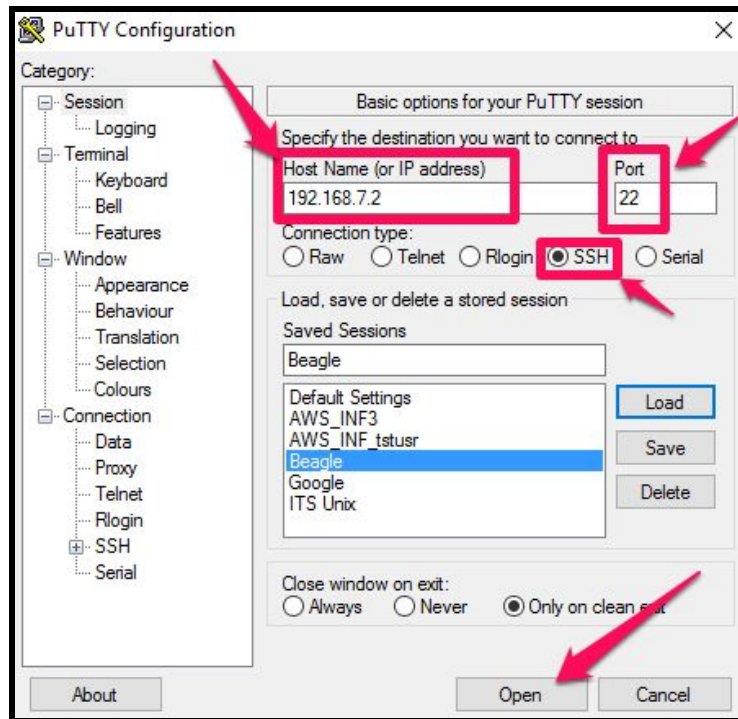 PuTTY Configuration
Category:
Session
Logging
Terminal
Keyboard
Bell
Features
Window
Appearance
Behaviour
Translation
Selection
Colours
Connection
Data
Proxy
Telnet
Rlogin
SSH
Serial
Basic options for your PuTTY session
Specify the destination you want to connect to
Host Name (or IP address) Port
192.168.7.2 22
Connection type:
Raw Telnet Rlogin SSH Serial
Load, save or delete a stored session
Saved Sessions
Beagle
Default Settings
AWS_INF3
AWS_INF_tstusr
Beagle
Google
ITS Unix
Load
Save
Delete
Close window on exit:
Always Never Only on clean exit
About Open Cancel